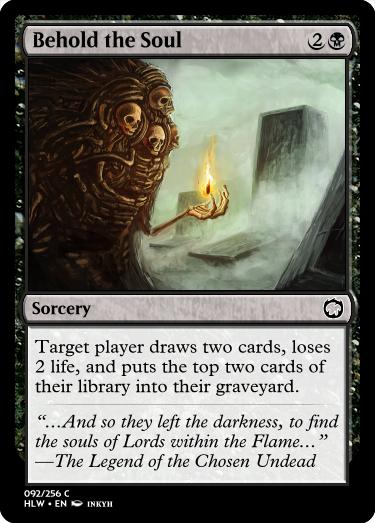 Behold the Soul 2
Sorcery
Target player draws two cards, loses
2 life, and puts the top two cards of
their library into their graveyard.
“…And so they left the darkness, to find
the souls of Lords within the Flame…”
—The Legend of the Chosen Undead
092/256 C
HLW • EN INKYH